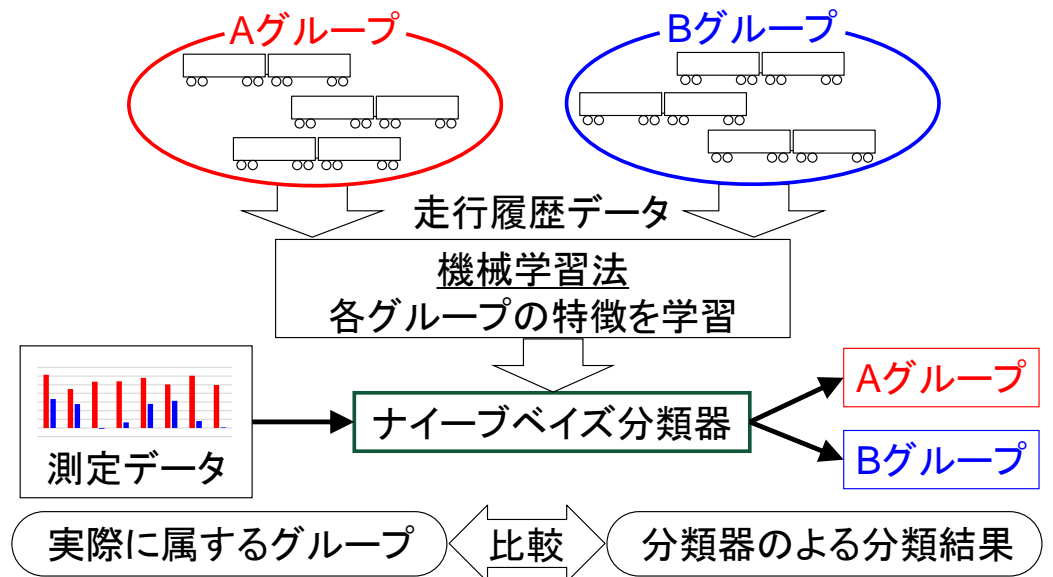 Aグループ
Bグループ
走行履歴データ
機械学習法
各グループの特徴を学習
測定データ
ナイーブベイズ分類器
Aグループ
Bグループ
実際に属するグループ
比較
分類器のよる分類結果